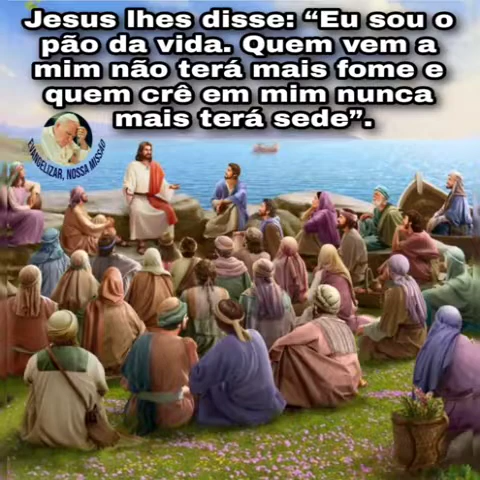 Jesus lhes disse: “Eu sou o
pão da vida. Quem vem a
mim não terá mais fome e
quem crê em mim nunca
mais terá sede”.
EVANGELIZAR, NOSSA MISSÃO